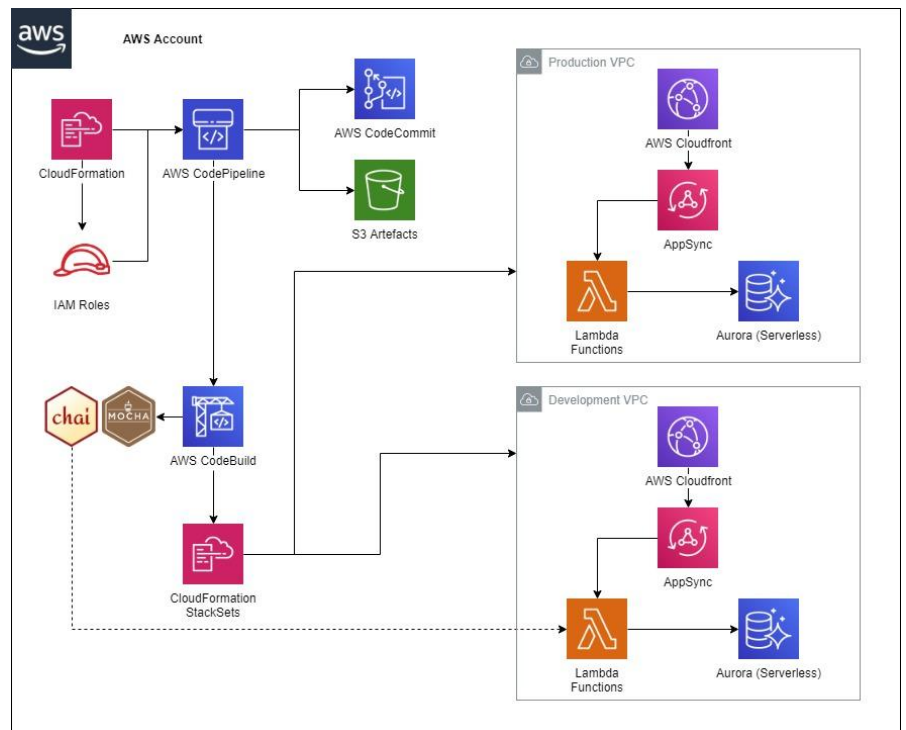 aws
AWS Account
CloudFormation
AWS CodePipeline
AWS CodeCommit
S3 Artefacts
IAM Roles
chai
MOCHA
AWS CodeBuild
CloudFormation
StackSets
Production VPC
AWS Cloudfront
AppSync
Lambda
Functions
Aurora (Serverless)
Development VPC
AWS Cloudfront
AppSync
Lambda
Functions
Aurora (Serverless)